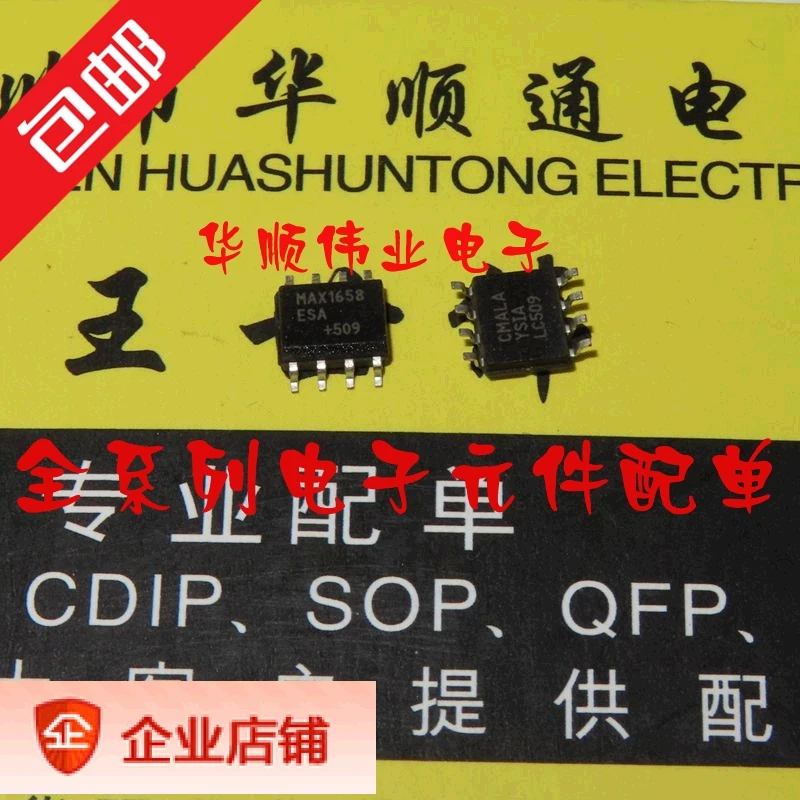 包邮
华顺通电
EN HUASHUNTONG ELECTR
华顺伟业电子
王
MAX1658
ESA
+509
CMALA
YSIA
LC509
全系列电子元件配单
专业配单
CDIP、SOP、QFP、
提供配
企 企业店铺